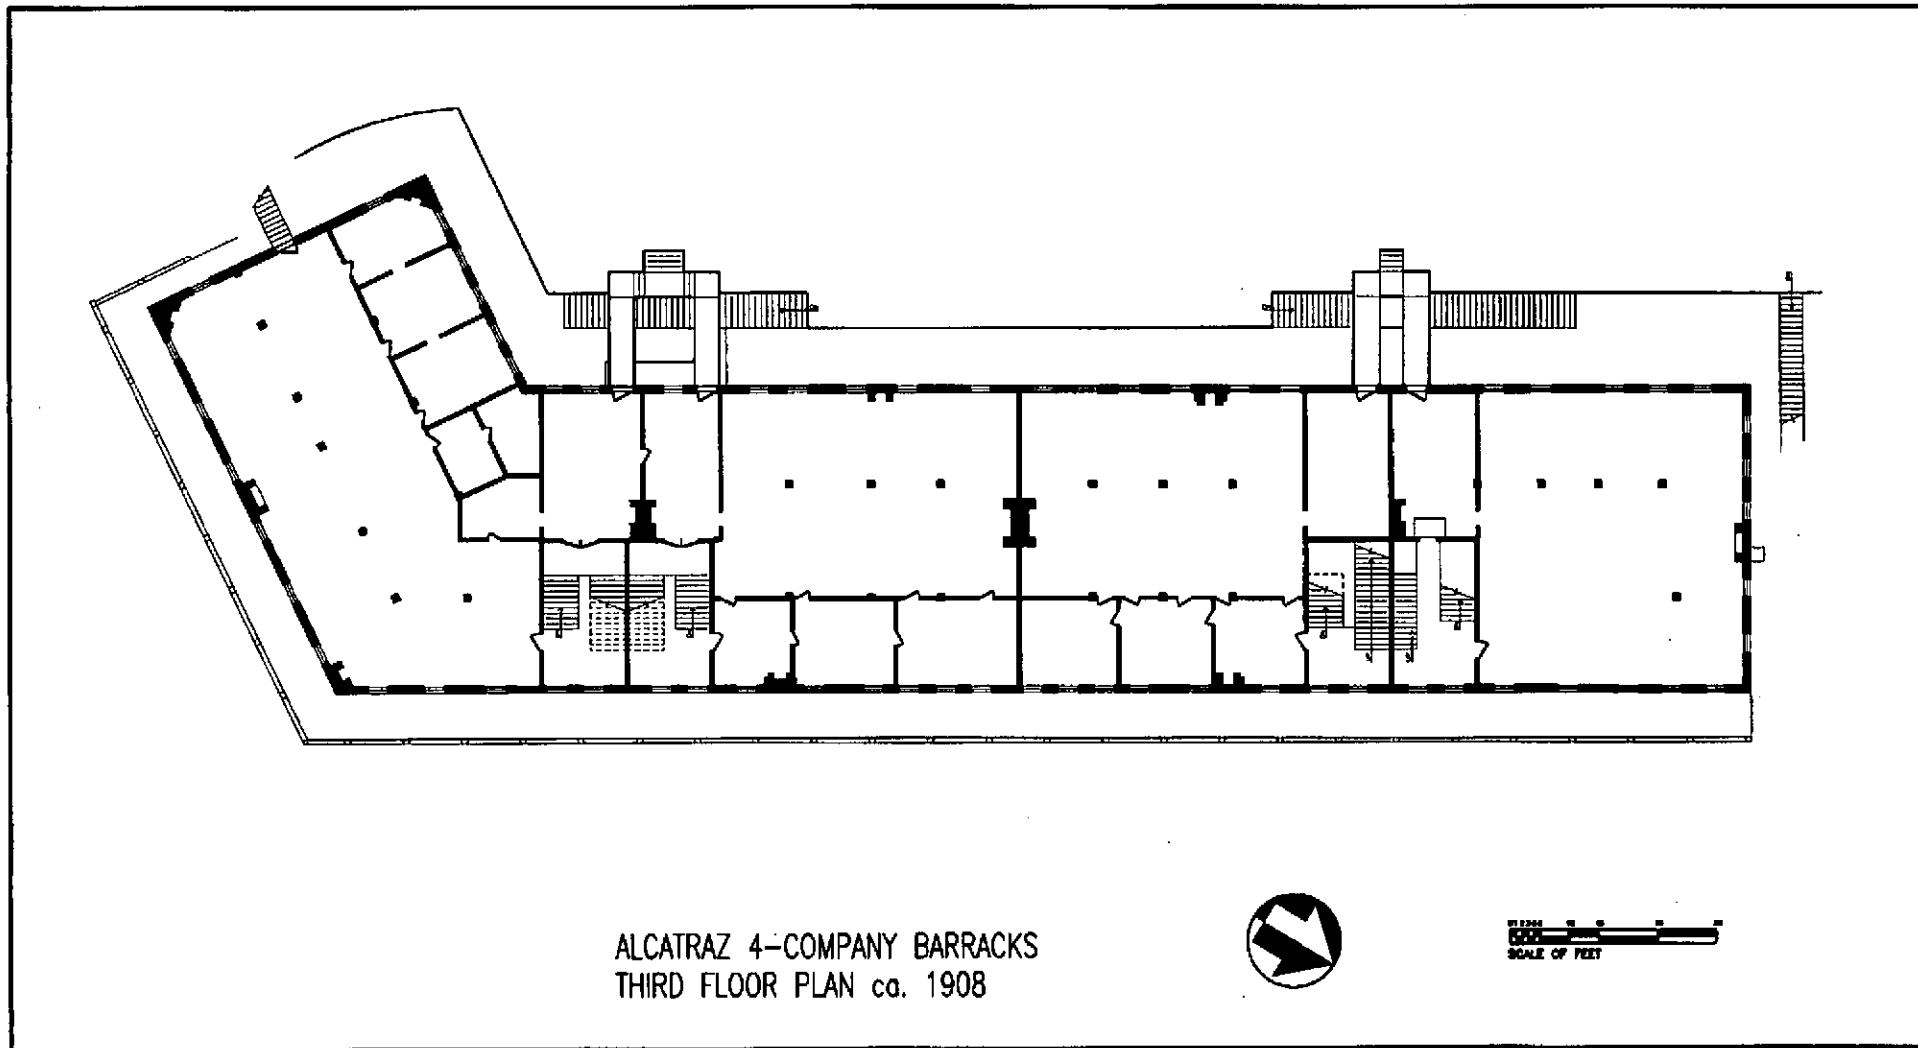 ALCATRAZ 4-COMPANY BARRACKS
THIRD FLOOR PLAN ca. 1908
SCALE OF FEET